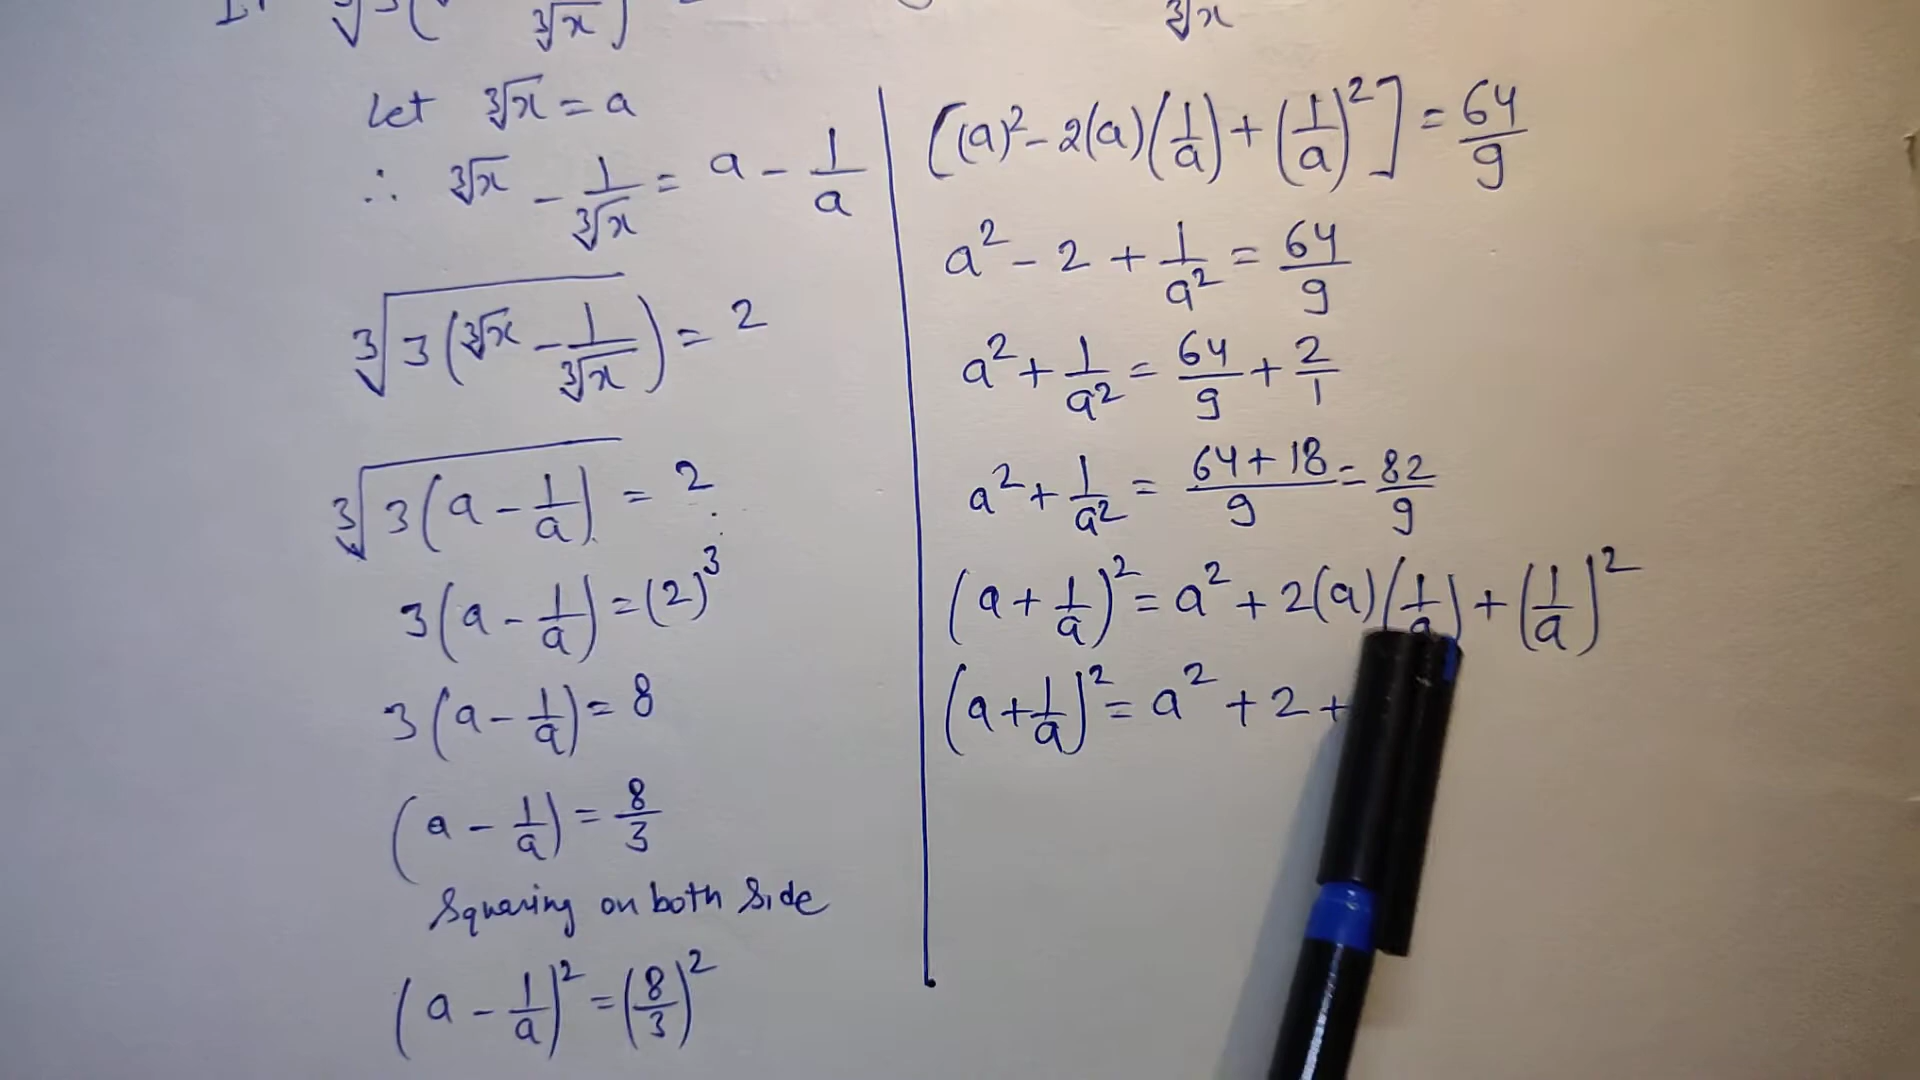 ∛x = a
Let ∛x = a
∴ ∛x - 1/∛x = a - 1/a
∛(3(∛x - 1/∛x)) = 2
∛(3(a - 1/a)) = 2
3(a - 1/a) = (2)³
3(a - 1/a) = 8
(a - 1/a) = 8/3
Squaring on both Side
(a - 1/a)² = (8/3)²
[(a)² - 2(a)(1/a) + (1/a)²] = 64/9
a² - 2 + 1/a² = 64/9
a² + 1/a² = 64/9 + 2/1
a² + 1/a² = (64 + 18)/9 = 82/9
(a + 1/a)² = a² + 2(a)(1/a) + (1/a)²
(a + 1/a)² = a² + 2 +